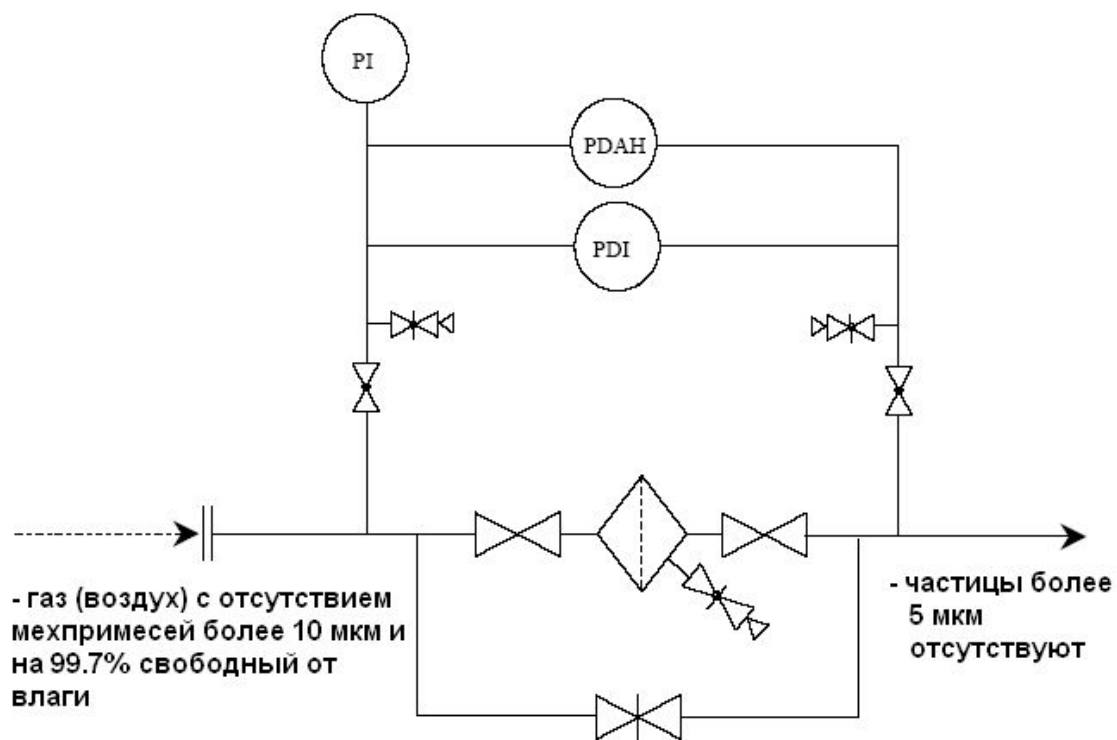 PI
PDAH
PDI
- газ (воздух) с отсутствием
мехпримесей более 10 мкм и
на 99.7% свободный от
влаги
- частицы более
5 мкм
отсутствуют